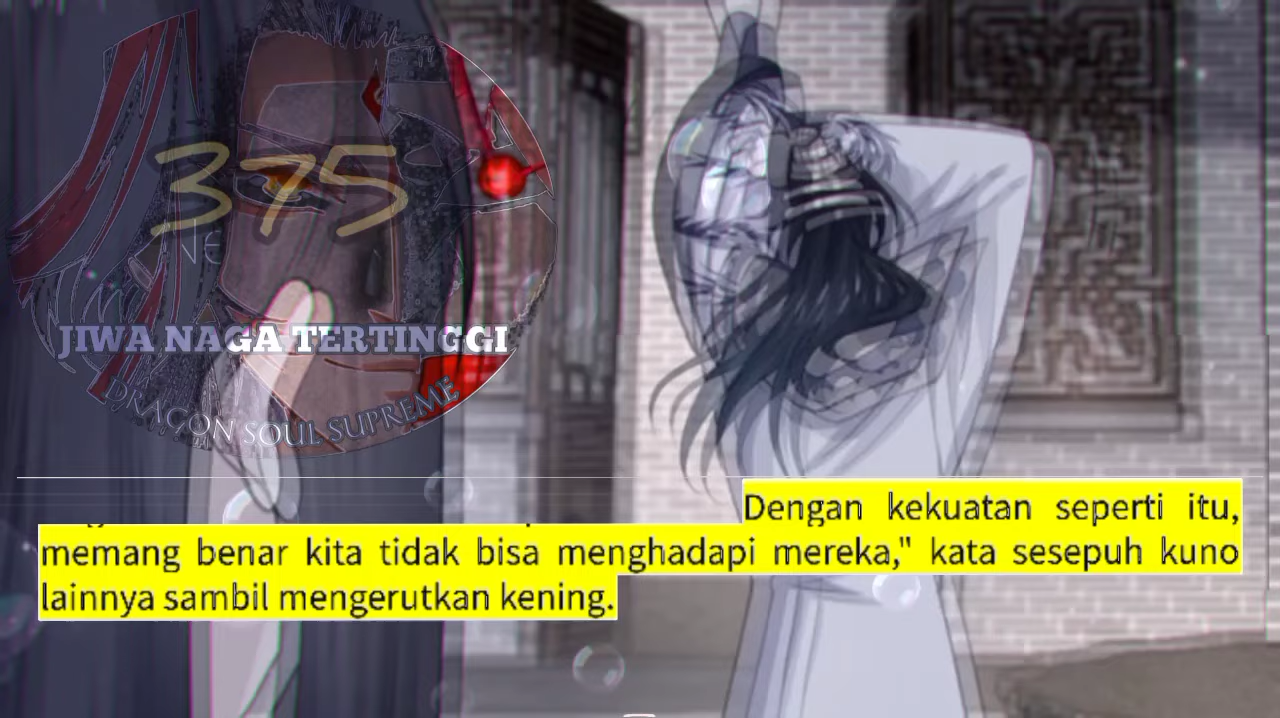 375
NE
JIWA NAGA TERTINGGI
DRAGON SOUL SUPREME
Dengan kekuatan seperti itu,
memang benar kita tidak bisa menghadapi mereka," kata sesepuh kuno
lainnya sambil mengerutkan kening.